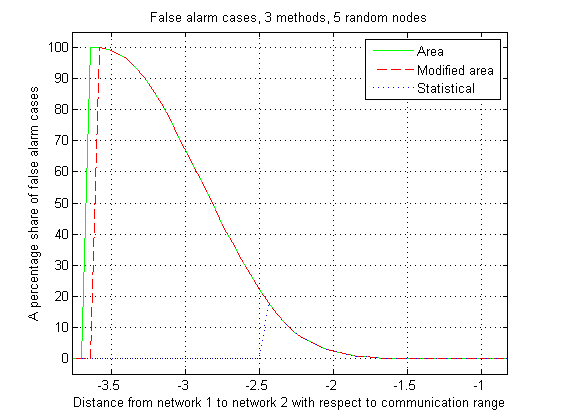 False alarm cases, 3 methods, 5 random nodes
Area
Modified area
Statistical
A percentage share of false alarm cases
100
90
80
70
60
50
40
30
20
10
0
-3.5 -3 -2.5 -2 -1.5 -1
Distance from network 1 to network 2 with respect to communication range